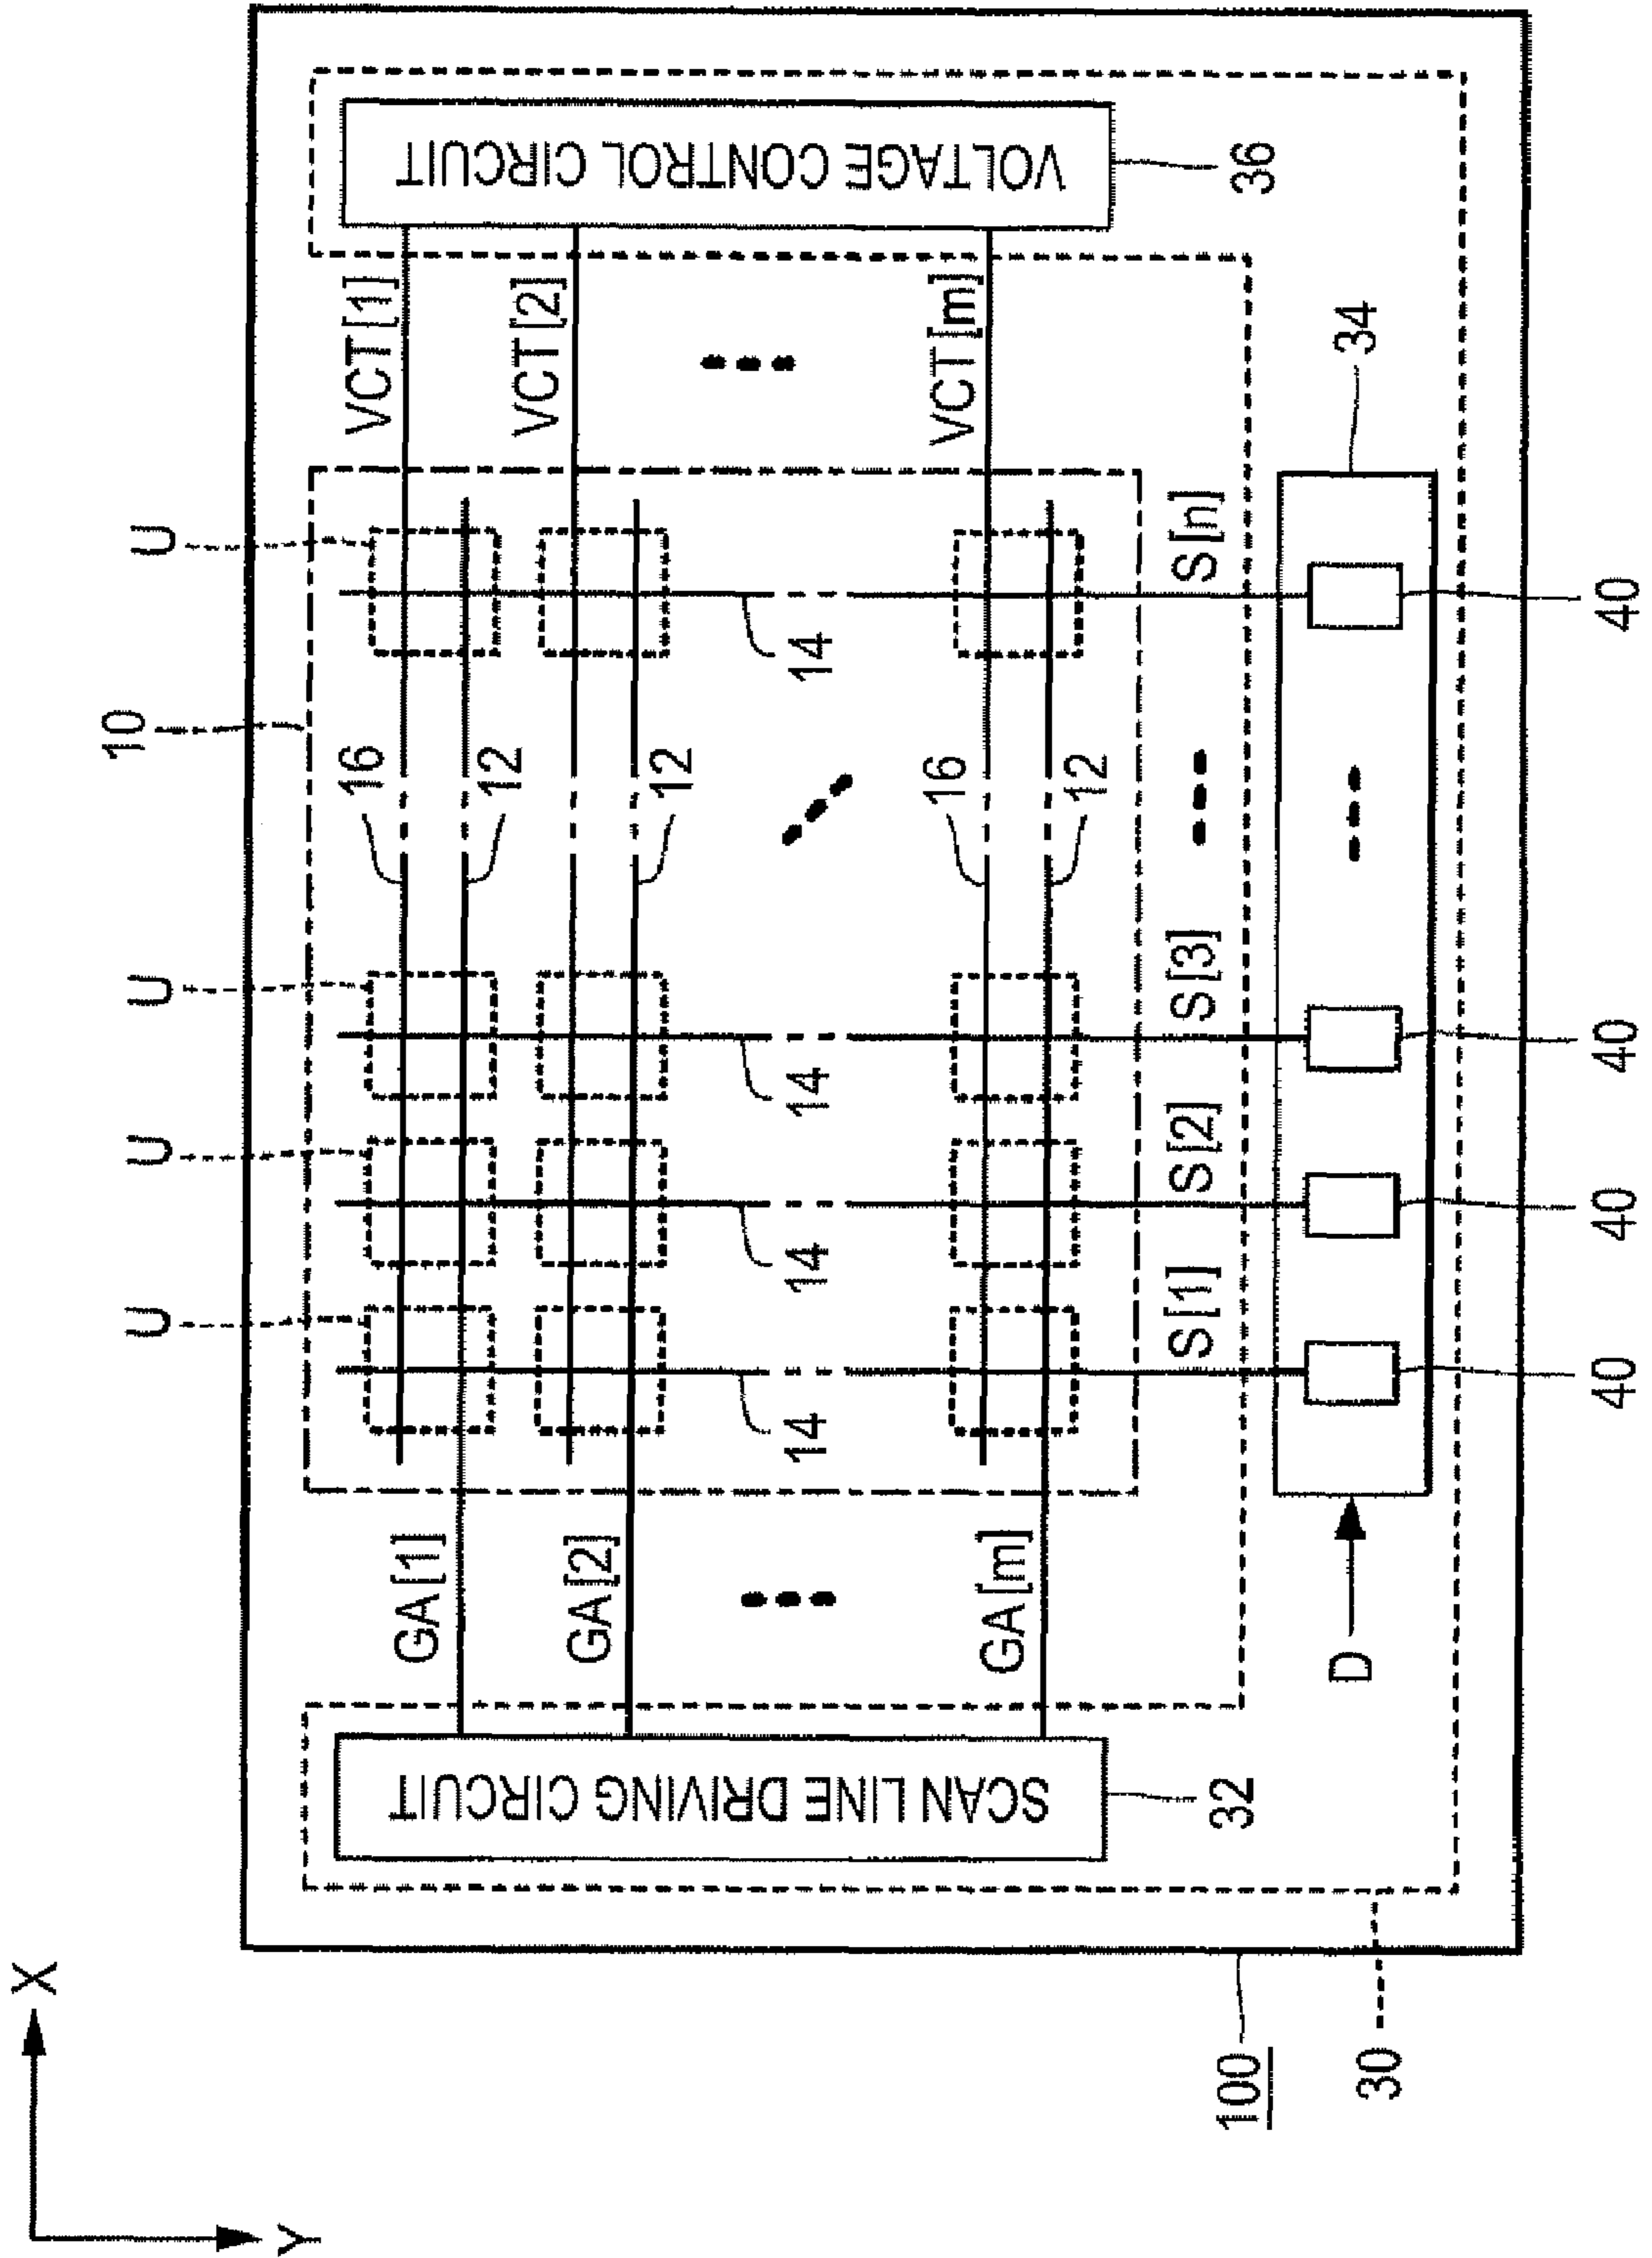 X
Y
100
30
10
U
U
U
U
SCAN LINE DRIVING CIRCUIT
32
GA[1]
GA[2]
GA[m]
16
12
12
16
12
14
14
14
14
VCT[1]
VCT[2]
VCT[m]
VOLTAGE CONTROL CIRCUIT
36
S[1]
S[2]
S[3]
S[n]
D
34
40
40
40
40